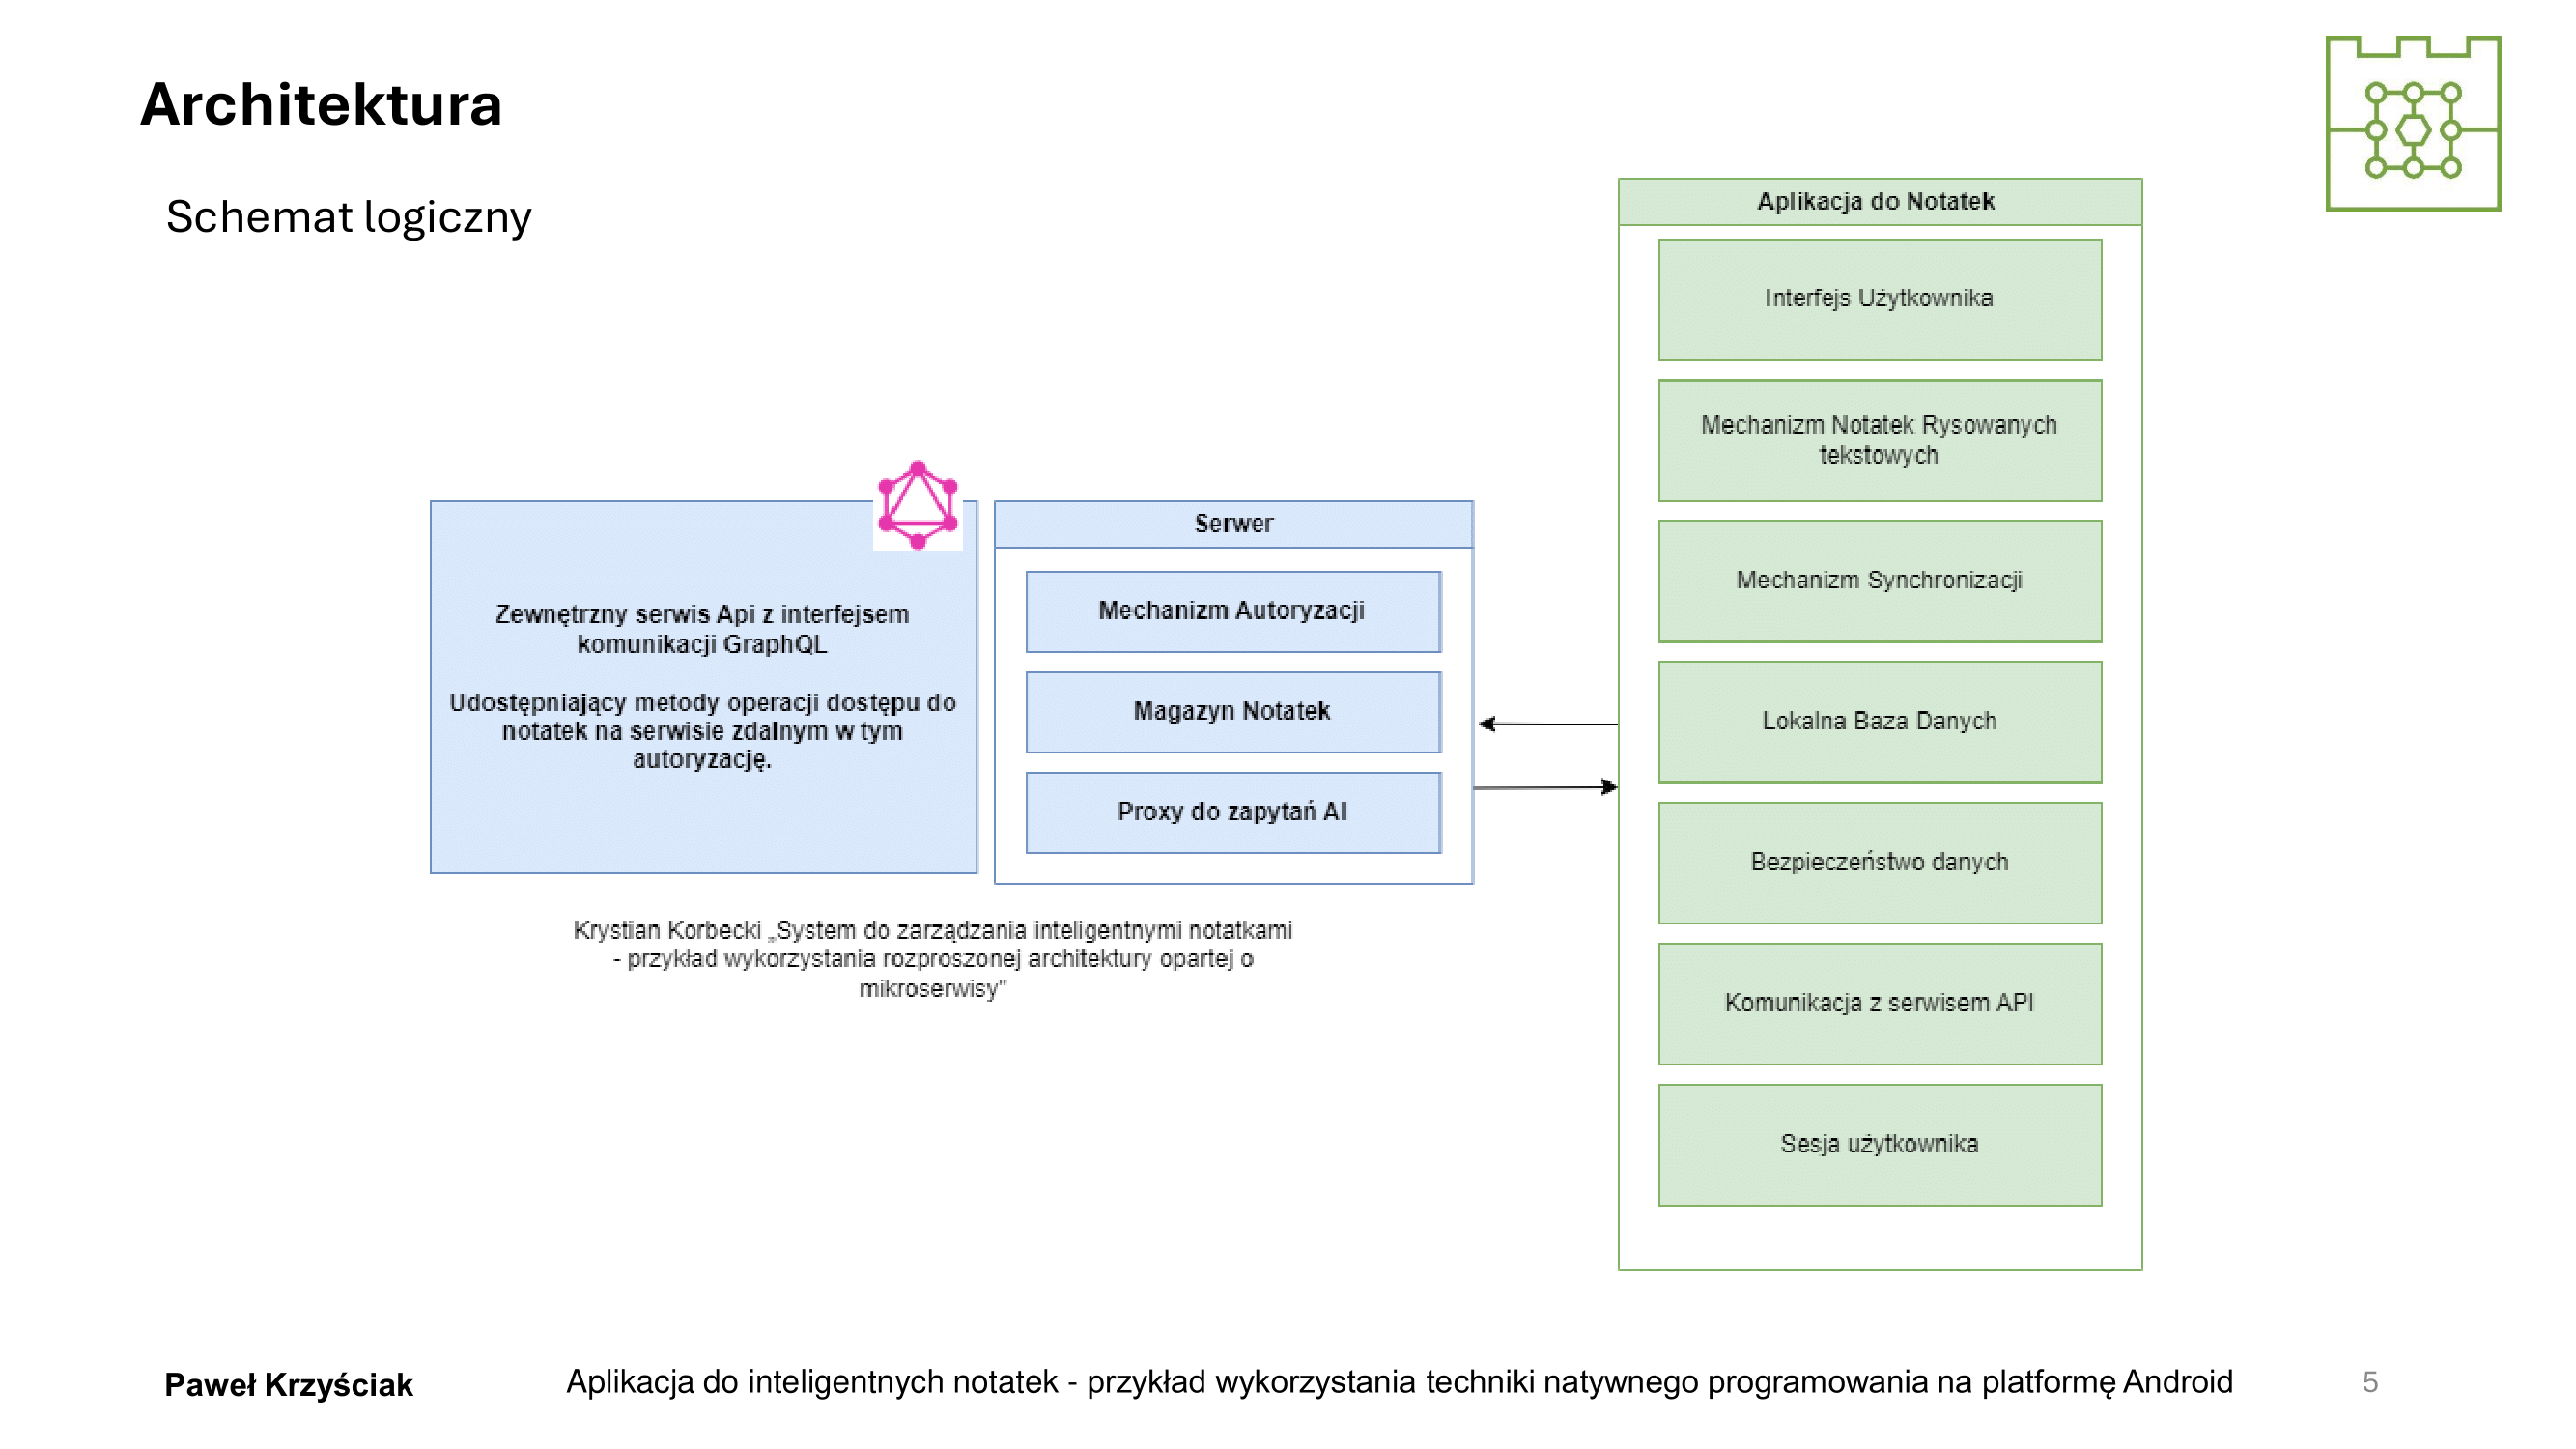 Architektura
Schemat logiczny
Zewnętrzny serwis Api z interfejsem
komunikacji GraphQL
Udostępniający metody operacji dostępu do
notatek na serwisie zdalnym w tym
autoryzację.
Serwer
Mechanizm Autoryzacji
Magazyn Notatek
Proxy do zapytań AI
Krystian Korbecki „System do zarządzania inteligentnymi notatkami
- przykład wykorzystania rozproszonej architektury opartej o
mikroserwisy"
Aplikacja do Notatek
Interfejs Użytkownika
Mechanizm Notatek Rysowanych
tekstowych
Mechanizm Synchronizacji
Lokalna Baza Danych
Bezpieczeństwo danych
Komunikacja z serwisem API
Sesja użytkownika
Paweł Krzyściak
Aplikacja do inteligentnych notatek - przykład wykorzystania techniki natywnego programowania na platformę Android
5